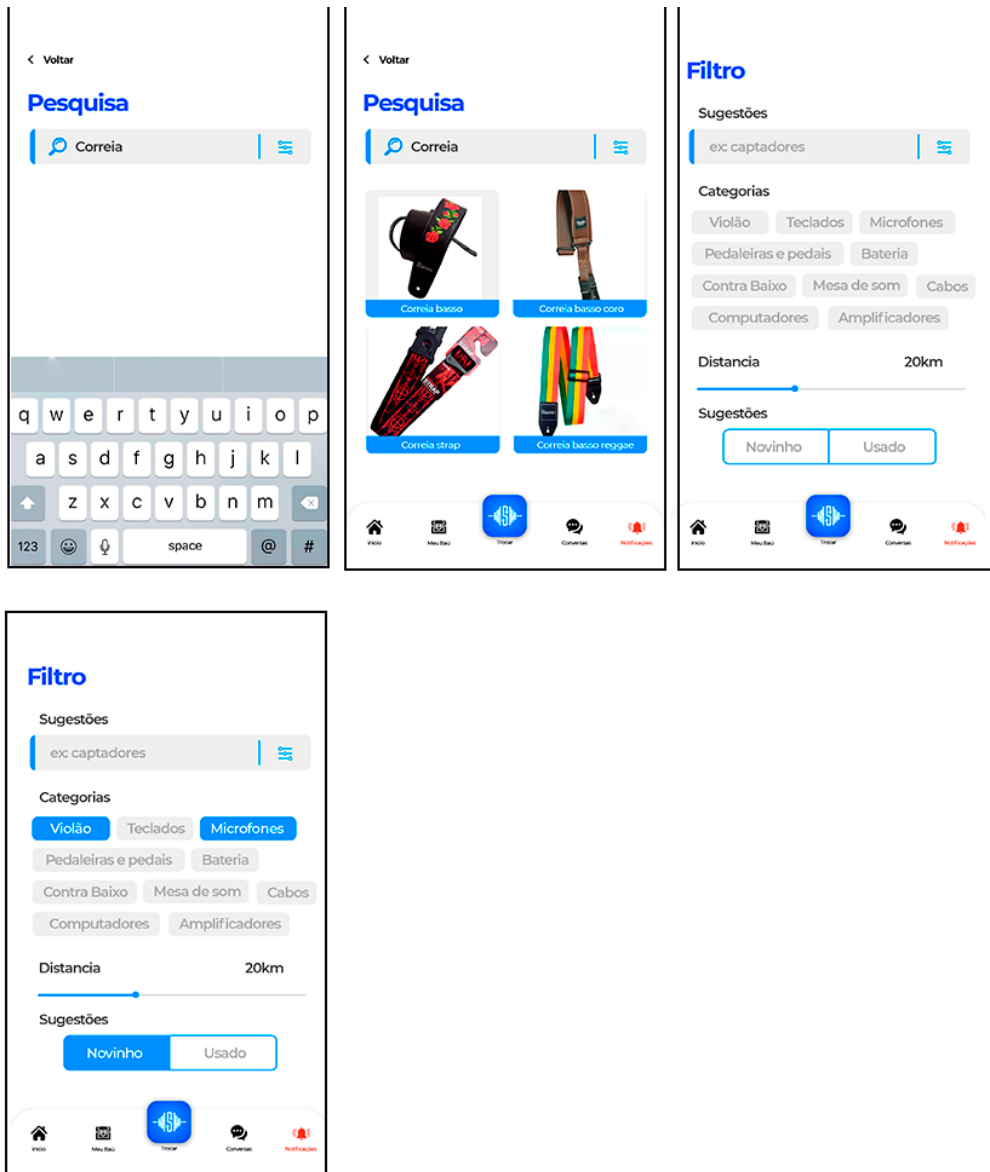 Voltar
Pesquisa
Correia
q w e r t y u i o p
a s d f g h j k l
z x c v b n m
123 space @ #
Voltar
Pesquisa
Correia
Correia basso
Correia basso coro
Correia strap
Correia basso reggae
Início Meu Baú Trocar Conversas Notificações
Filtro
Sugestões
ex: captadores
Categorias
Violão Teclados Microfones
Pedaleiras e pedais Bateria
Contra Baixo Mesa de som Cabos
Computadores Amplificadores
Distancia 20km
Sugestões
Novinho Usado
Início Meu Baú Trocar Conversas Notificações
Filtro
Sugestões
ex: captadores
Categorias
Violão Teclados Microfones
Pedaleiras e pedais Bateria
Contra Baixo Mesa de som Cabos
Computadores Amplificadores
Distancia 20km
Sugestões
Novinho Usado
Início Meu Baú Trocar Conversas Notificações